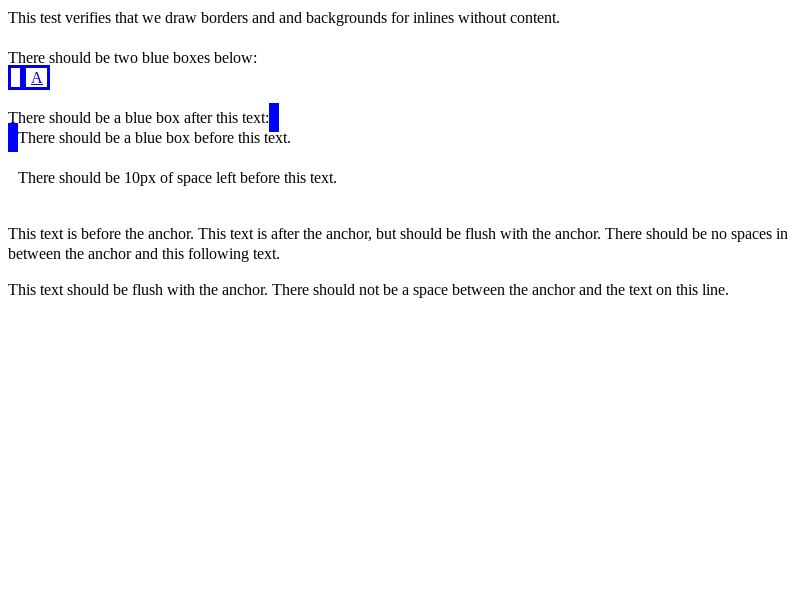 This test verifies that we draw borders and and backgrounds for inlines without content.
There should be two blue boxes below:
A
There should be a blue box after this text:
There should be a blue box before this text.
There should be 10px of space left before this text.
This text is before the anchor. This text is after the anchor, but should be flush with the anchor. There should be no spaces in
between the anchor and this following text.
This text should be flush with the anchor. There should not be a space between the anchor and the text on this line.